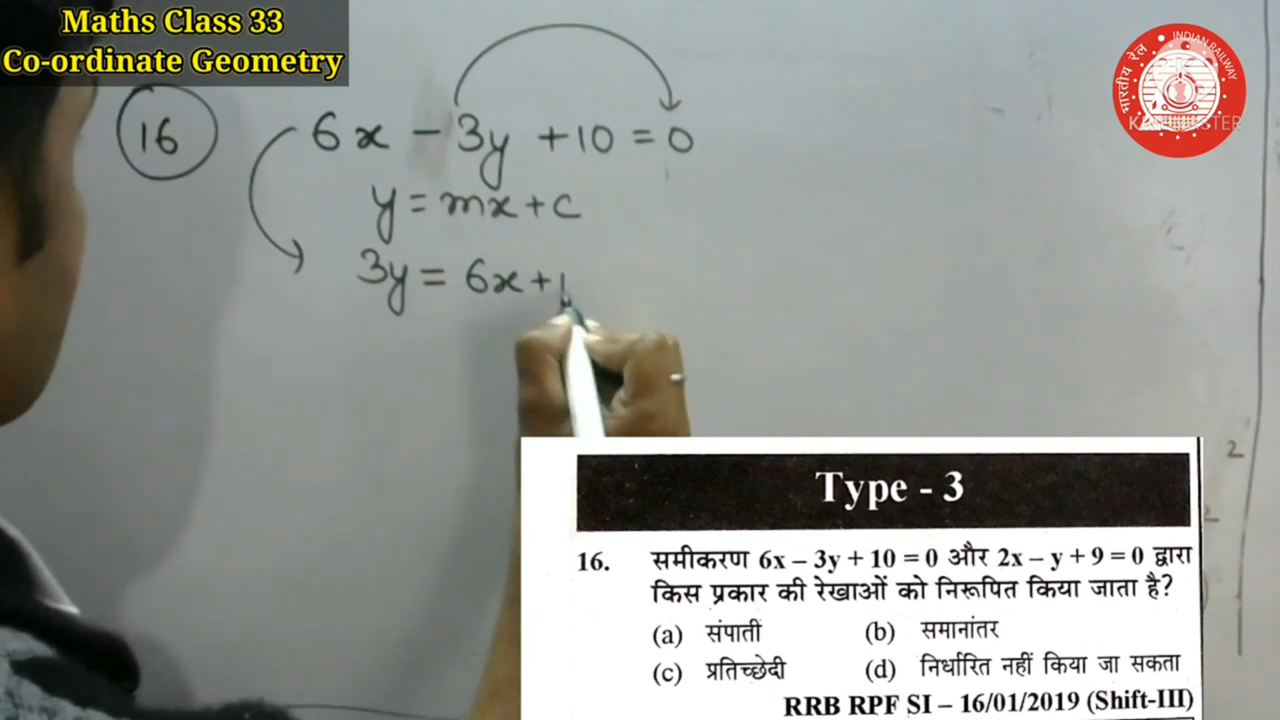 Maths Class 33
Co-ordinate Geometry
भारतीय रेल INDIAN RAILWAY
16
6x - 3y + 10 = 0
y = mx + c
3y = 6x + 1
2
2
Type - 3
16. समीकरण 6x – 3y + 10 = 0 और 2x – y + 9 = 0 द्वारा
किस प्रकार की रेखाओं को निरूपित किया जाता है?
(a) संपाती (b) समानांतर
(c) प्रतिच्छेदी (d) निर्धारित नहीं किया जा सकता
RRB RPF SI – 16/01/2019 (Shift-III)